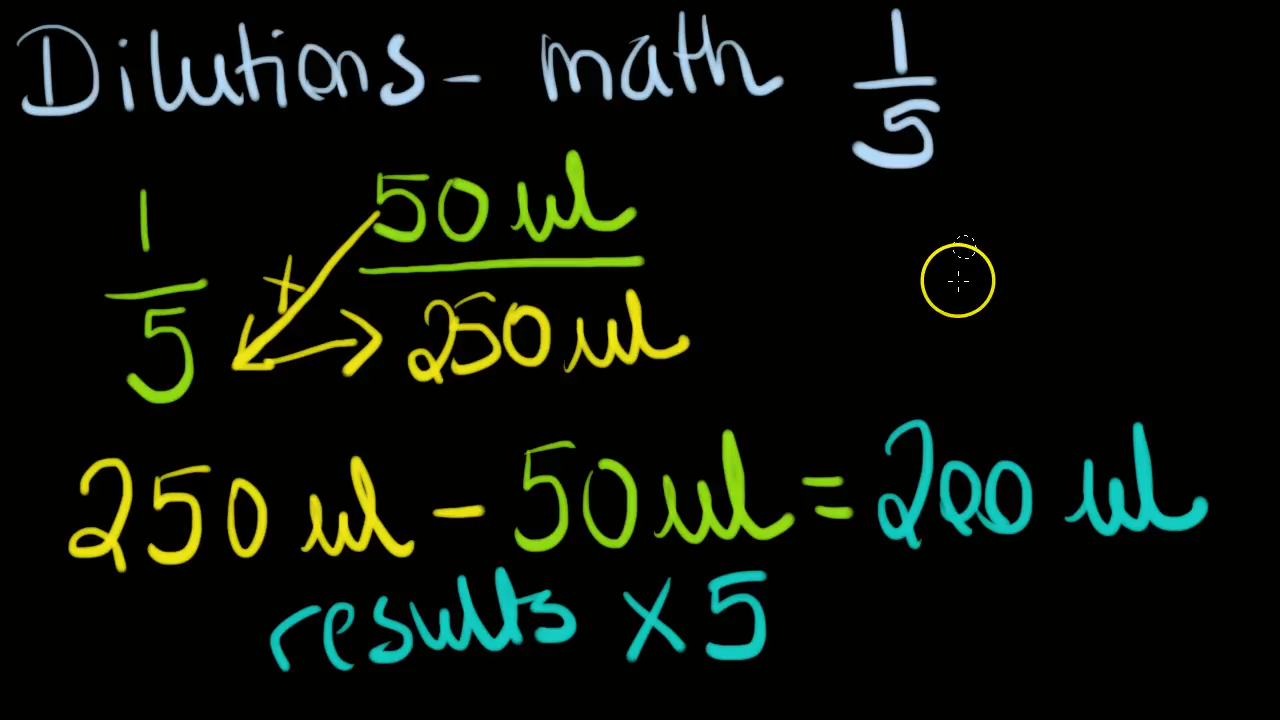 Dilutions - math 1/5
1/5 x 50 ul / 250 ul
250 ul - 50 ul = 200 ul
results x 5